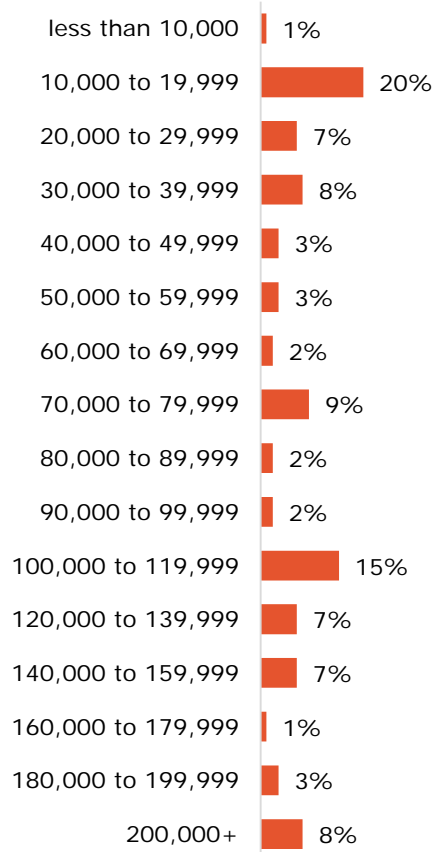 less than 10,000 1%
10,000 to 19,999 20%
20,000 to 29,999 7%
30,000 to 39,999 8%
40,000 to 49,999 3%
50,000 to 59,999 3%
60,000 to 69,999 2%
70,000 to 79,999 9%
80,000 to 89,999 2%
90,000 to 99,999 2%
100,000 to 119,999 15%
120,000 to 139,999 7%
140,000 to 159,999 7%
160,000 to 179,999 1%
180,000 to 199,999 3%
200,000+ 8%